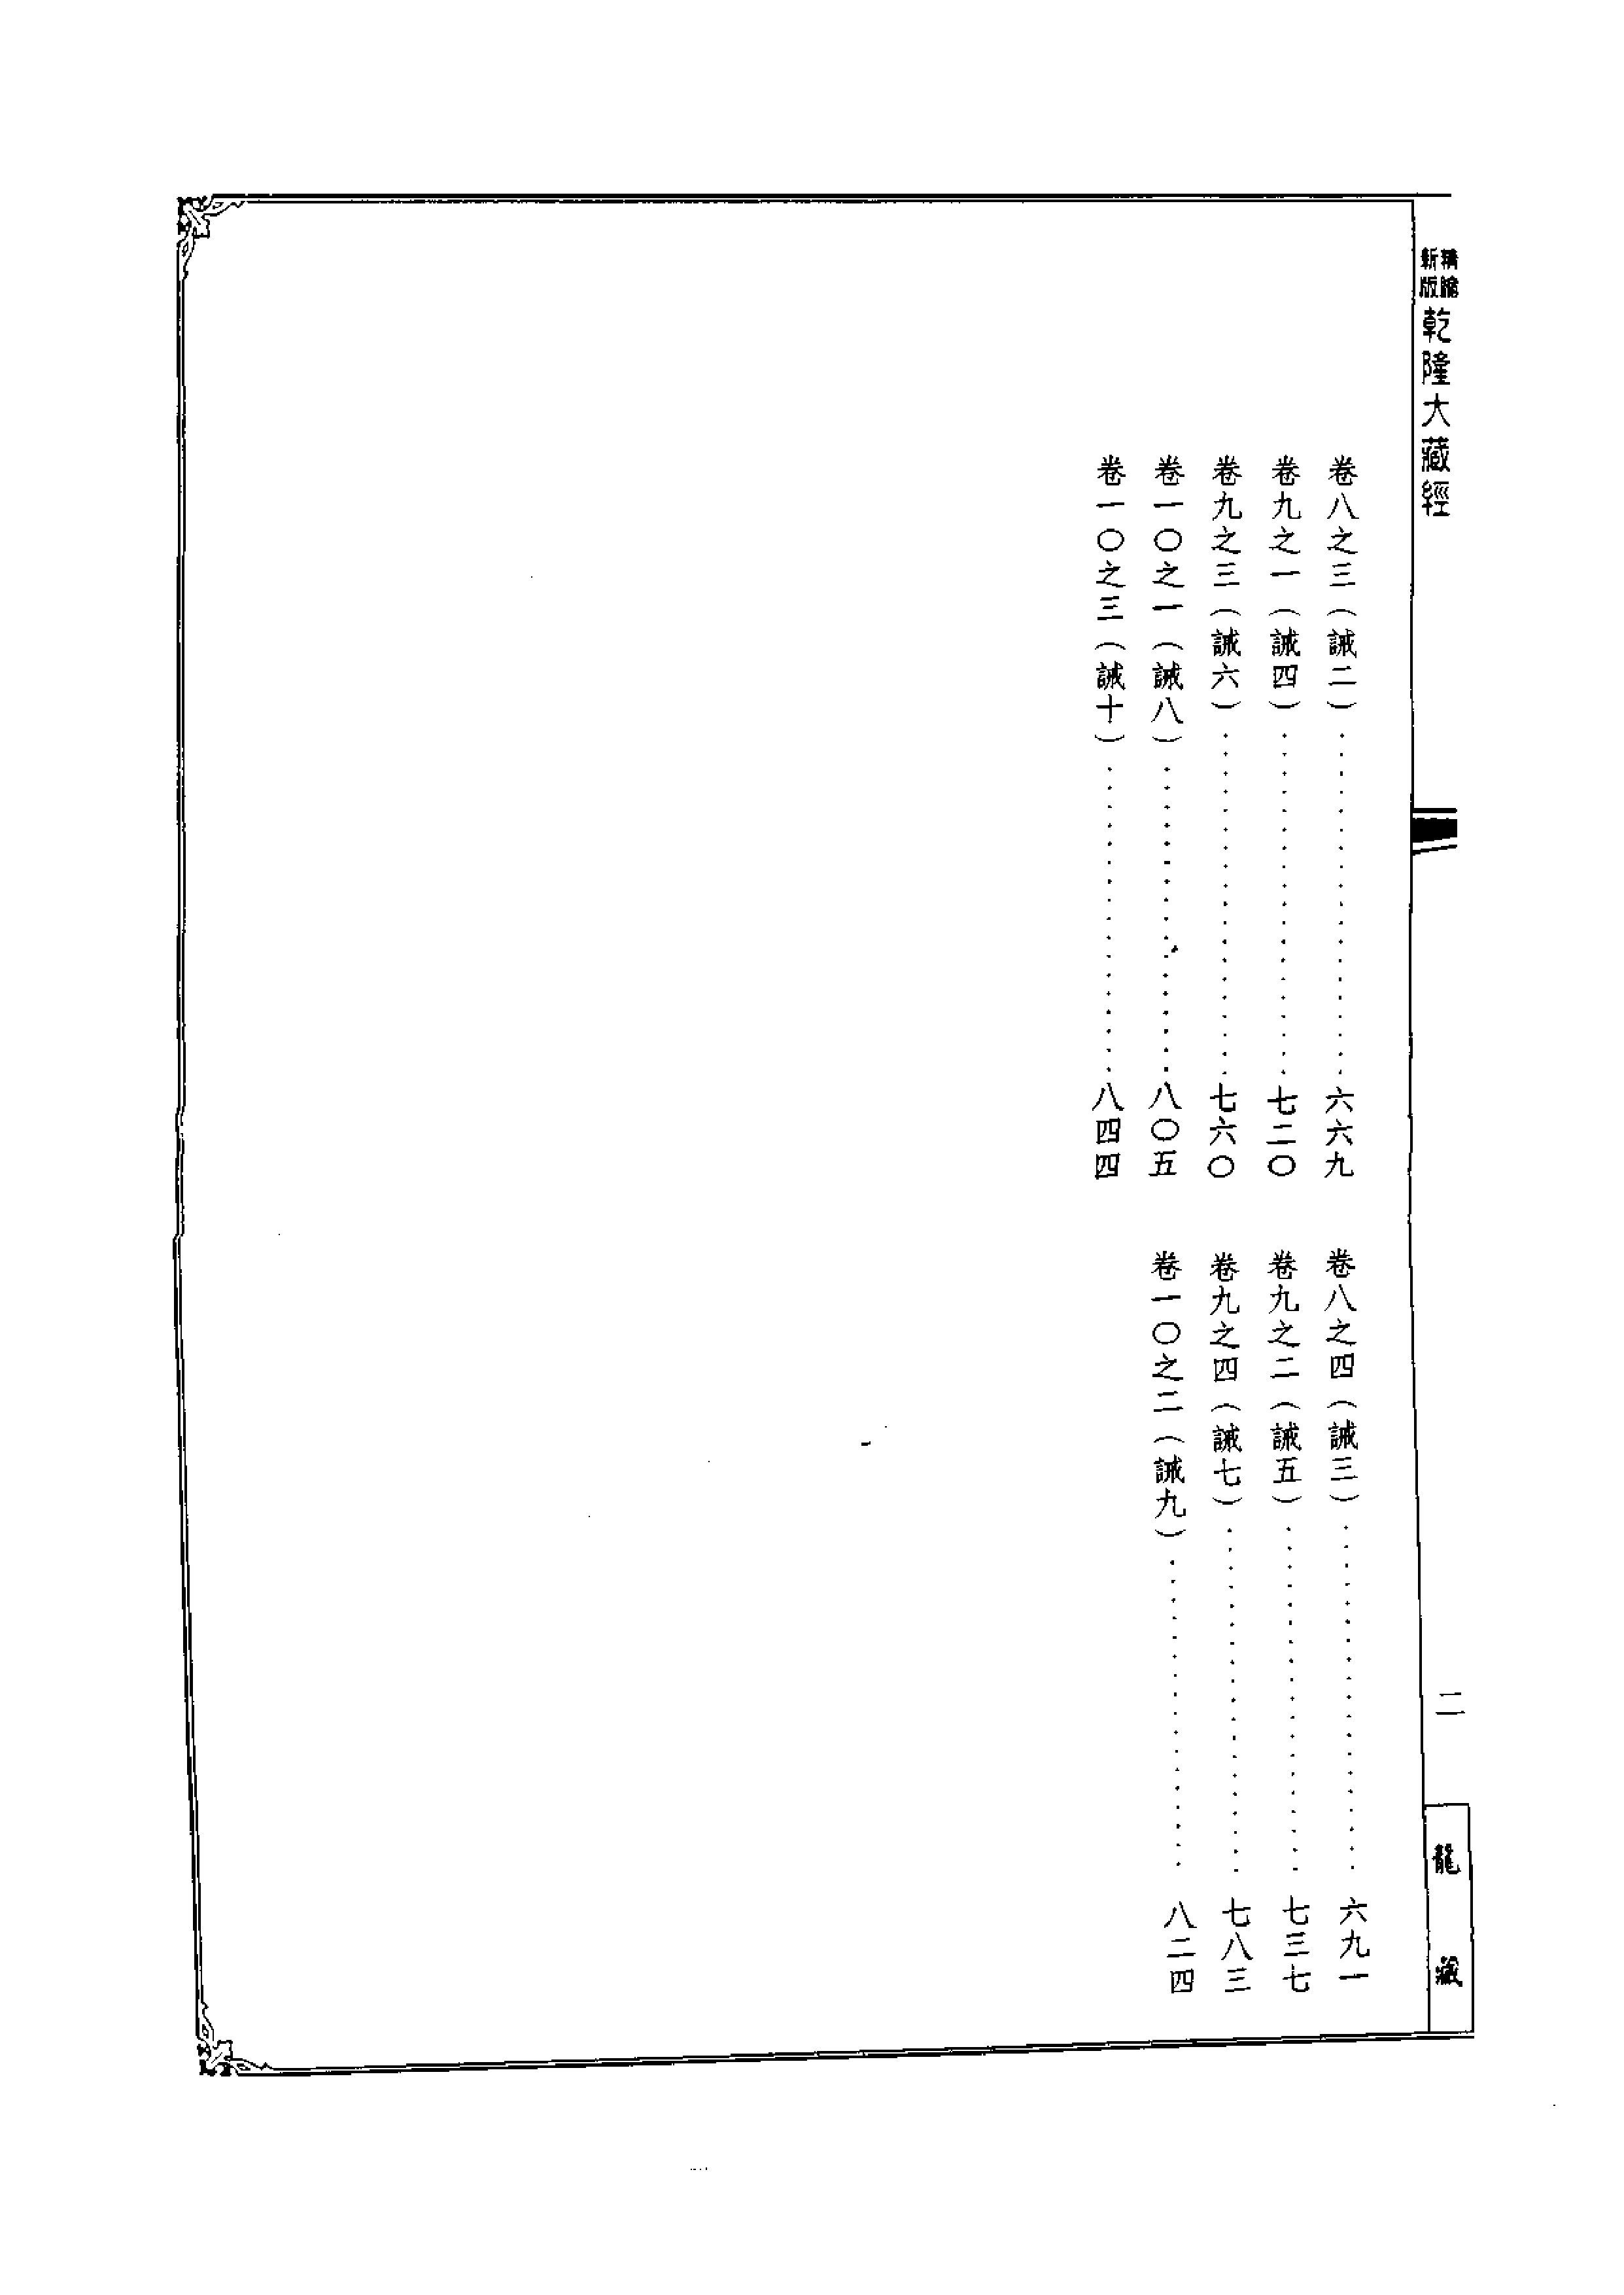 新版
乾隆大藏經
卷八之三（誡二）………………六六九
卷八之四（誡三）………………六九一
卷九之一（誡四）………………七二〇
卷九之二（誡五）………………七三七
卷九之三（誡六）………………七六〇
卷九之四（誡七）………………七八三
卷一〇之一（誡八）………………八〇五
卷一〇之二（誡九）………………八二四
卷一〇之三（誡十）………………八四四
二
龍藏